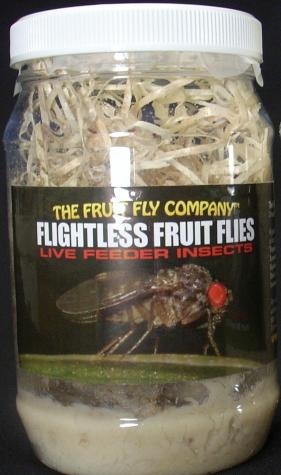 THE FRUIT FLY COMPANY™
FLIGHTLESS FRUIT FLIES
LIVE FEEDER INSECTS